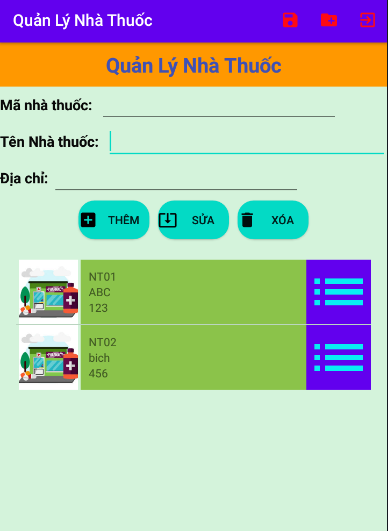 Quản Lý Nhà Thuốc
Quản Lý Nhà Thuốc
Mã nhà thuốc:
Tên Nhà thuốc:
Địa chỉ:
THÊM SỬA XÓA
NT01
ABC
123
NT02
bich
456